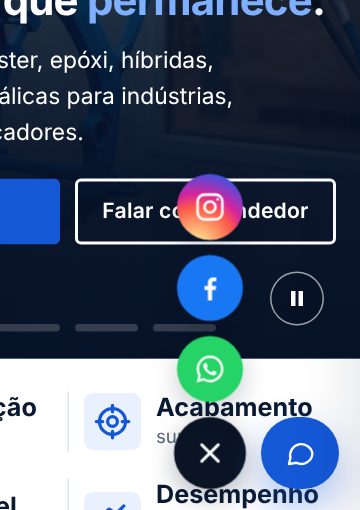 que permanece.
ster, epóxi, híbridas,
álicas para indústrias,
cadores.
Falar co ndedor
ção
Acabamento
su
el
Desempenho